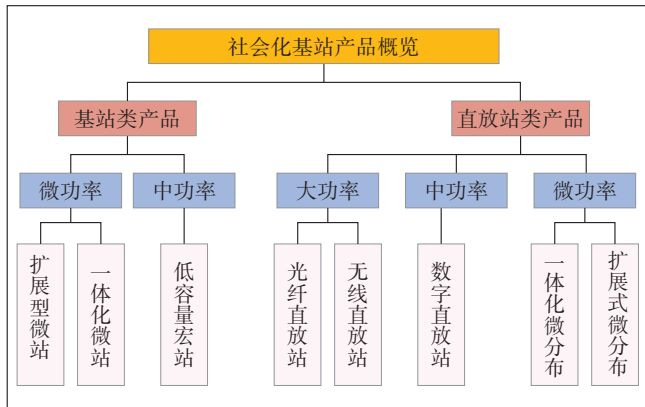 社会化基站产品概览
基站类产品
直放站类产品
微功率
中功率
大功率
中功率
微功率
扩展型微站
一体化微站
低容量宏站
光纤直放站
无线直放站
数字直放站
一体化微分布
扩展式微分布